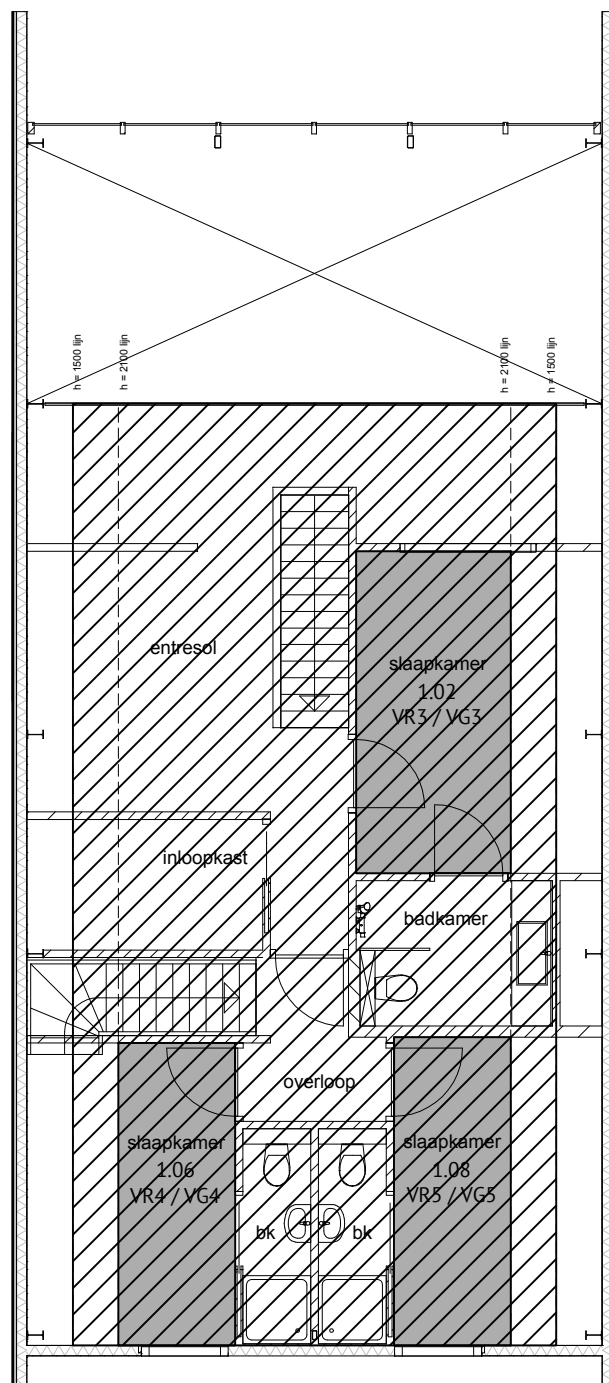 h = 1500 lijn
h = 2100 lijn
h = 2100 lijn
h = 1500 lijn
entresol
slaapkamer
1.02
VR3 / VG3
inloopkast
badkamer
overloop
slaapkamer
1.06
VR4 / VG4
slaapkamer
1.08
VR5 / VG5
bk
bk